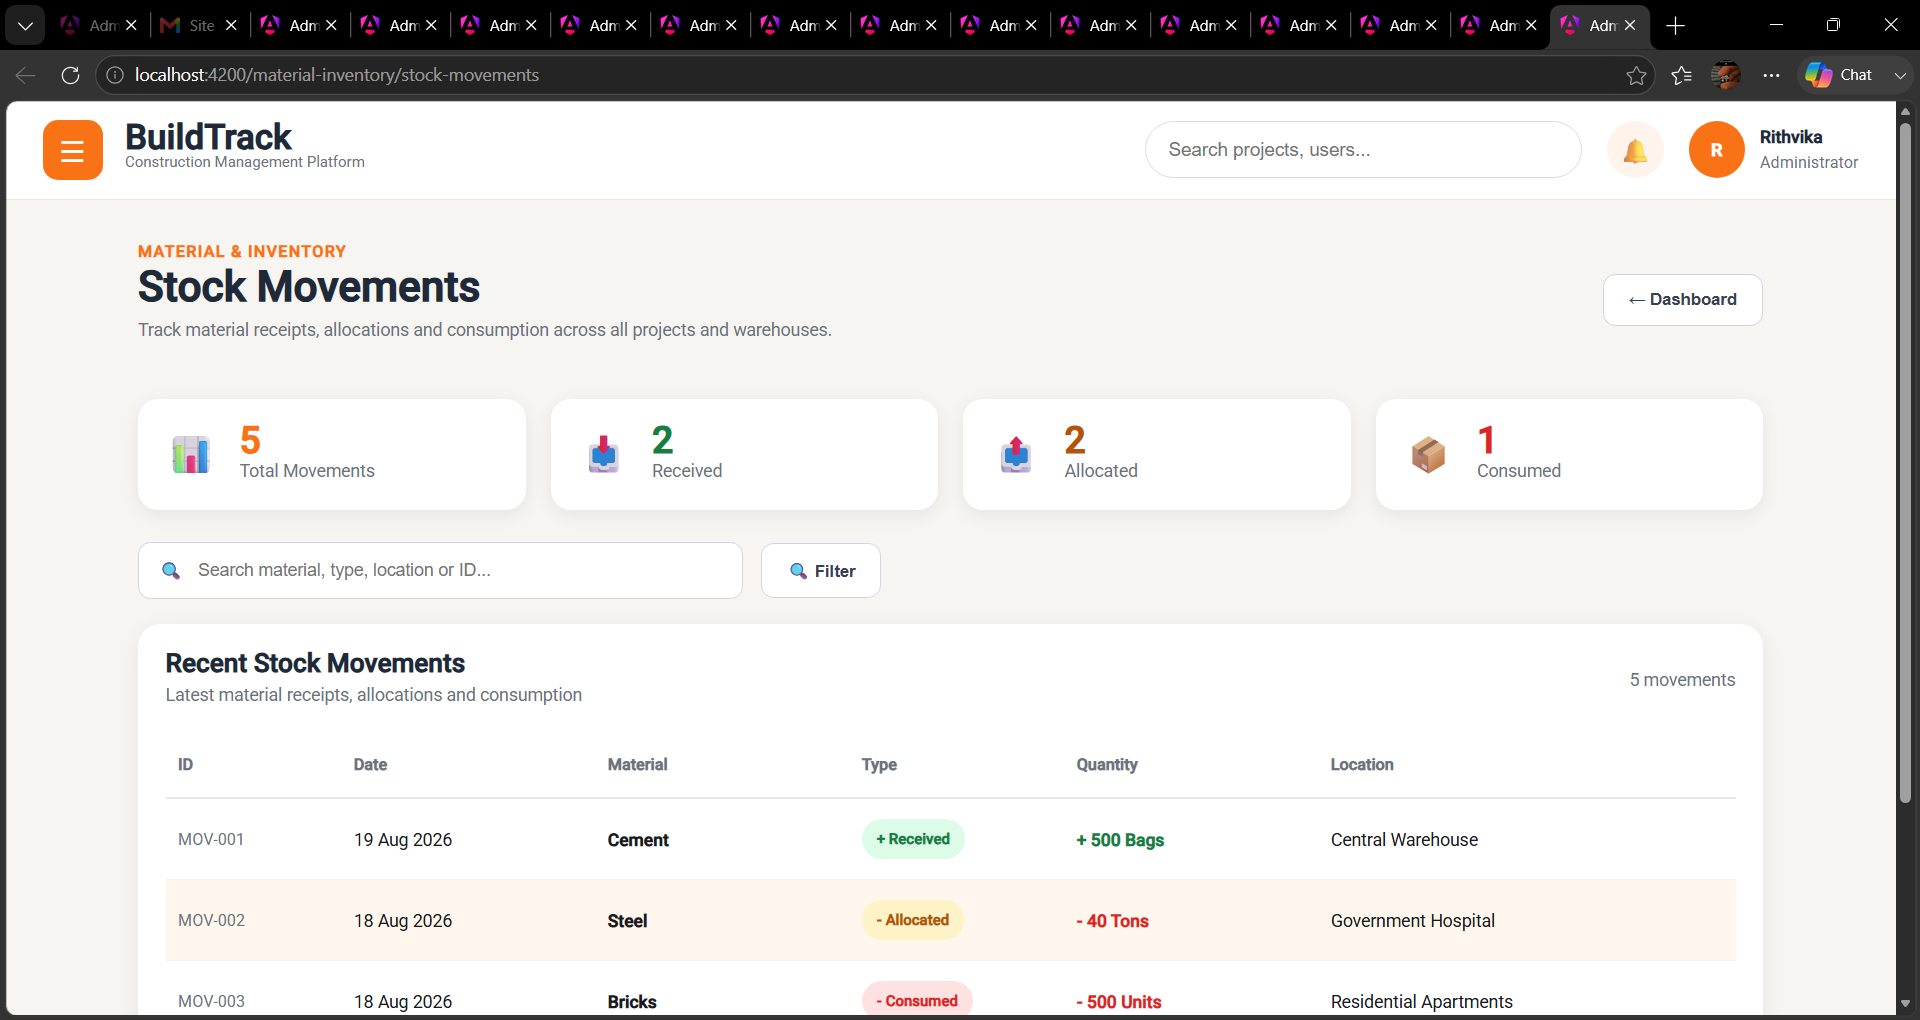 Adm
Site
Adm
Adm
Adm
Adm
Adm
Adm
Adm
Adm
Adm
Adm
Adm
Adm
Adm
Adm
localhost:4200/material-inventory/stock-movements
Chat
BuildTrack
Construction Management Platform
Search projects, users...
R
Rithvika
Administrator
MATERIAL & INVENTORY
Stock Movements
Track material receipts, allocations and consumption across all projects and warehouses.
← Dashboard
5
Total Movements
2
Received
2
Allocated
1
Consumed
Search material, type, location or ID...
Filter
Recent Stock Movements
Latest material receipts, allocations and consumption
5 movements
ID Date Material Type Quantity Location
MOV-001 19 Aug 2026 Cement + Received + 500 Bags Central Warehouse
MOV-002 18 Aug 2026 Steel - Allocated - 40 Tons Government Hospital
MOV-003 18 Aug 2026 Bricks - Consumed - 500 Units Residential Apartments